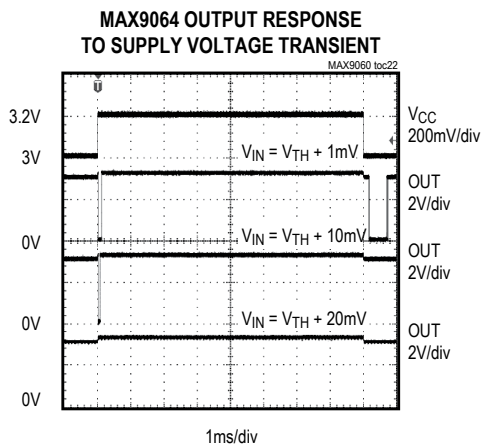 MAX9064 OUTPUT RESPONSE
TO SUPPLY VOLTAGE TRANSIENT
MAX9060 toc22
3.2V
VCC
200mV/div
3V
VIN = VTH + 1mV
OUT
2V/div
0V
VIN = VTH + 10mV
OUT
2V/div
0V
VIN = VTH + 20mV
OUT
2V/div
0V
1ms/div